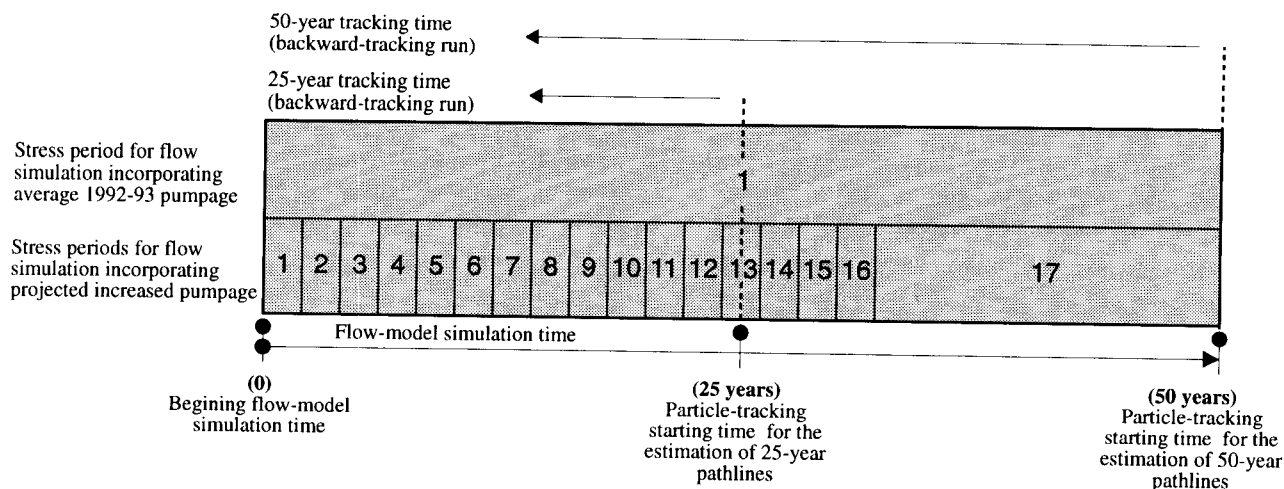 50-year tracking time
(backward-tracking run)
25-year tracking time
(backward-tracking run)
Stress period for flow
simulation incorporating
average 1992-93 pumpage
1
Stress periods for flow
simulation incorporating
projected increased pumpage
1 2 3 4 5 6 7 8 9 10 11 12 13 14 15 16 17
Flow-model simulation time
(0)
Begining flow-model
simulation time
(25 years)
Particle-tracking
starting time for the
estimation of 25-year
pathlines
(50 years)
Particle-tracking
starting time for the
estimation of 50-year
pathlines